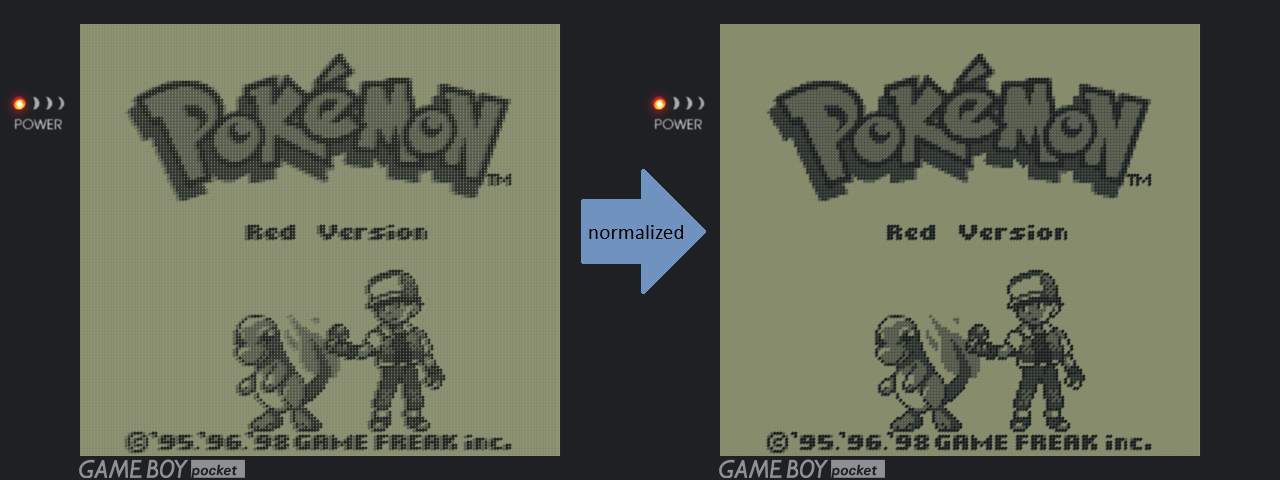 POKéMON
TM
POWER
Red Version
©'95.'96.'98 GAME FREAK inc.
GAME BOY pocket
normalized
POKéMON
TM
POWER
Red Version
©'95.'96.'98 GAME FREAK inc.
GAME BOY pocket